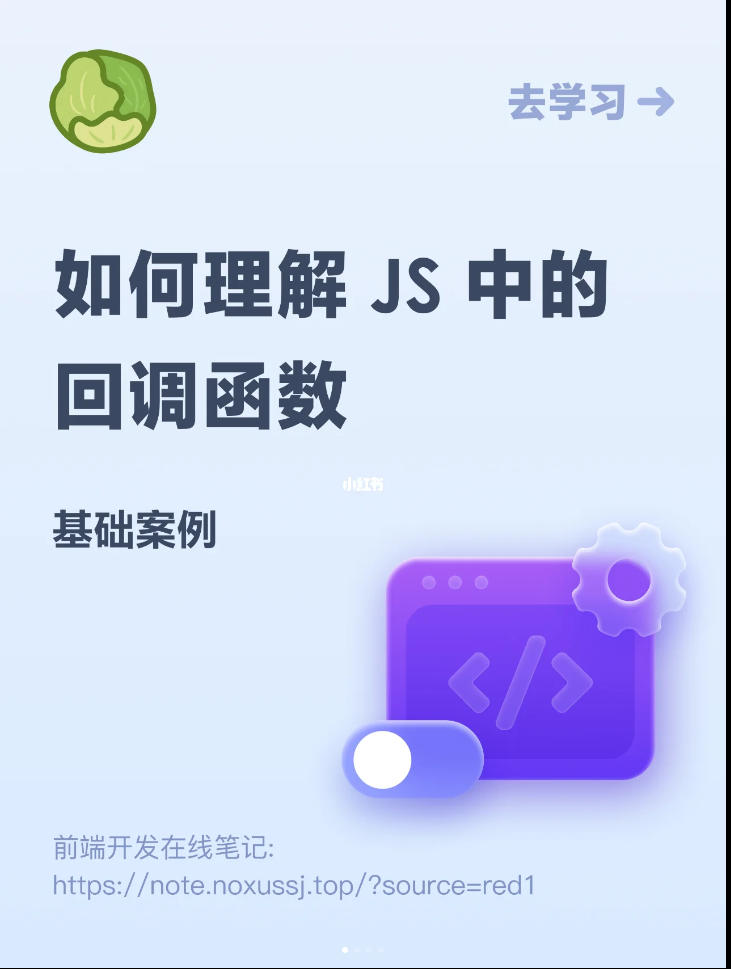 去学习 →
如何理解 JS 中的
回调函数
小红书
基础案例
</>
前端开发在线笔记:
https://note.noxussj.top/?source=red1